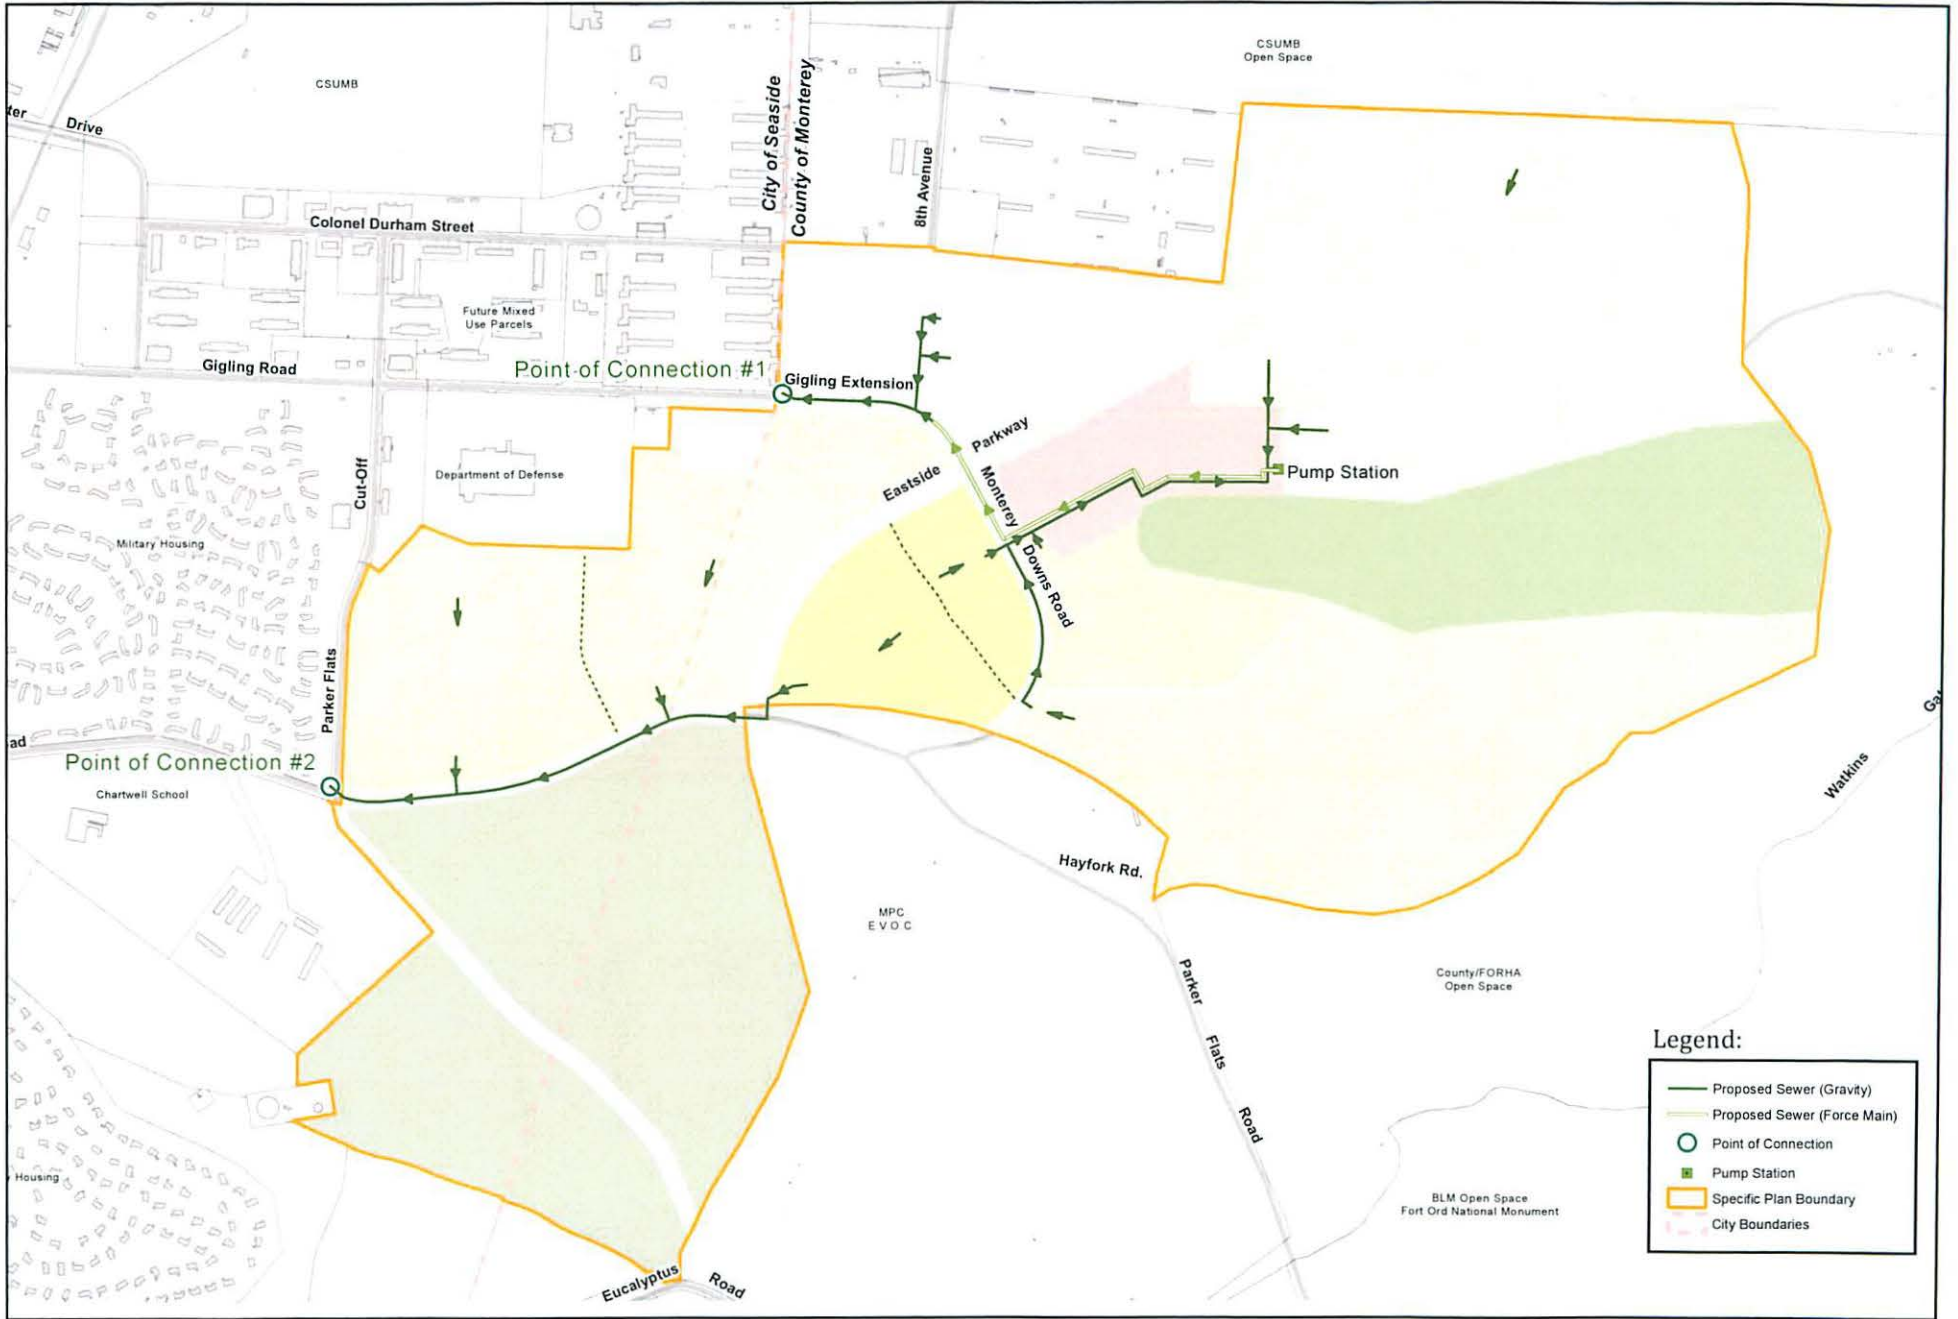 CSUMB
Open Space
CSUMB
City of Seaside
County of Monterey
ter
Drive
8th Avenue
Colonel Durham Street
Future Mixed
Use Parcels
Gigling Road
Point of Connection #1
Gigling Extension
Parkway
Eastside
Monterey
Downs Road
Pump Station
Department of Defense
Cut-Off
Military Housing
Parker Flats
ad
Point of Connection #2
Chartwell School
Watkins
Hayfork Rd.
MPC
E V O C
County/FORHA
Open Space
Parker
Flats
Road
Housing
BLM Open Space
Fort Ord National Monument
Eucalyptus
Road
Legend:
Proposed Sewer (Gravity)
Proposed Sewer (Force Main)
Point of Connection
Pump Station
Specific Plan Boundary
City Boundaries